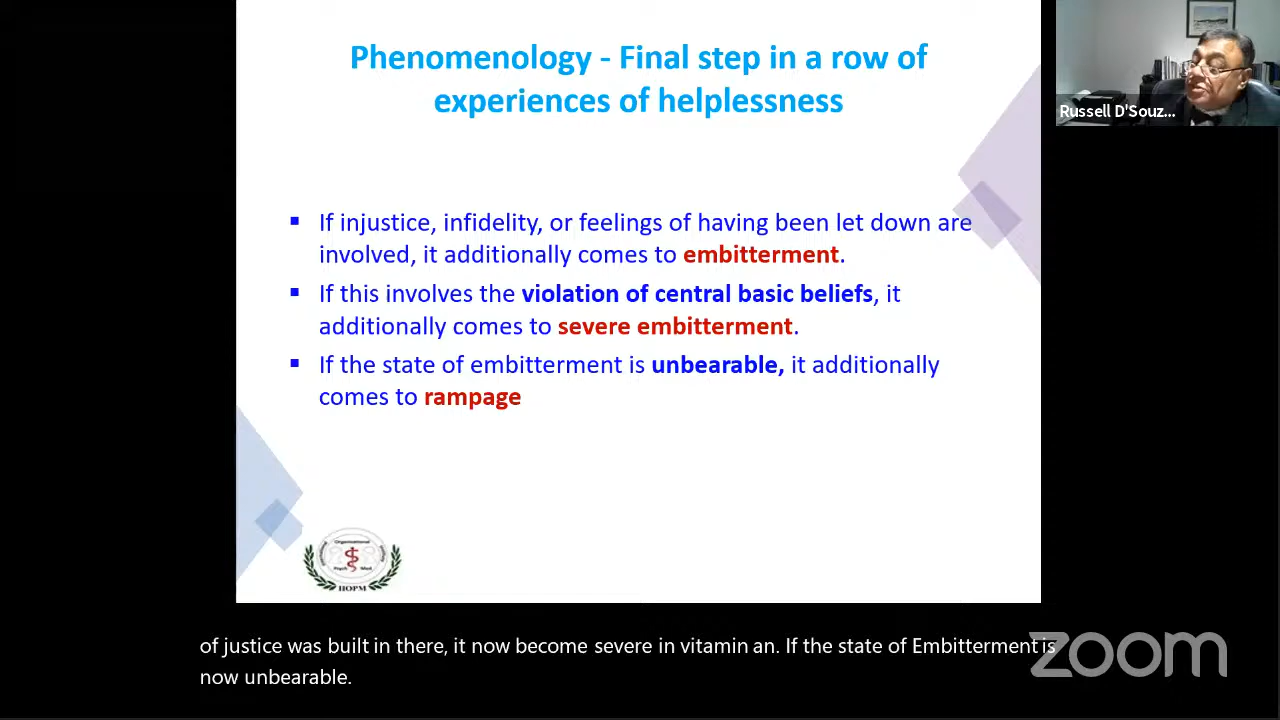 Phenomenology - Final step in a row of
experiences of helplessness
Russell D'Souz...
▪ If injustice, infidelity, or feelings of having been let down are
involved, it additionally comes to embitterment.
▪ If this involves the violation of central basic beliefs, it
additionally comes to severe embitterment.
▪ If the state of embitterment is unbearable, it additionally
comes to rampage
Organizational
Psych Med
IIOPM
of justice was built in there, it now become severe in vitamin an. If the state of Embitterment is
now unbearable.
zoom